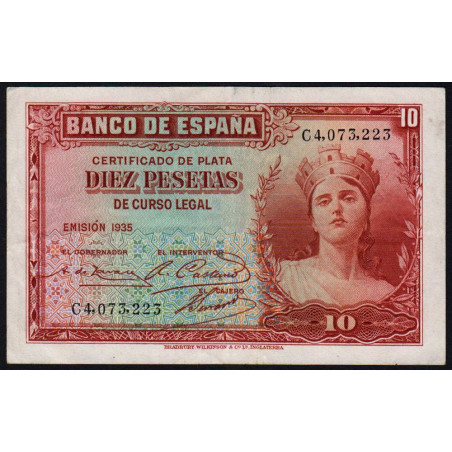 10
BANCO DE ESPAÑA
C4,073,223
CERTIFICADO DE PLATA
DIEZ PESETAS
DE CURSO LEGAL
EMISIÓN 1935
EL GOBERNADOR EL INTERVENTOR
EL CAJERO
C4,073,223
10
BRADBURY, WILKINSON & Cº Lᴅ. INGLATERRA.